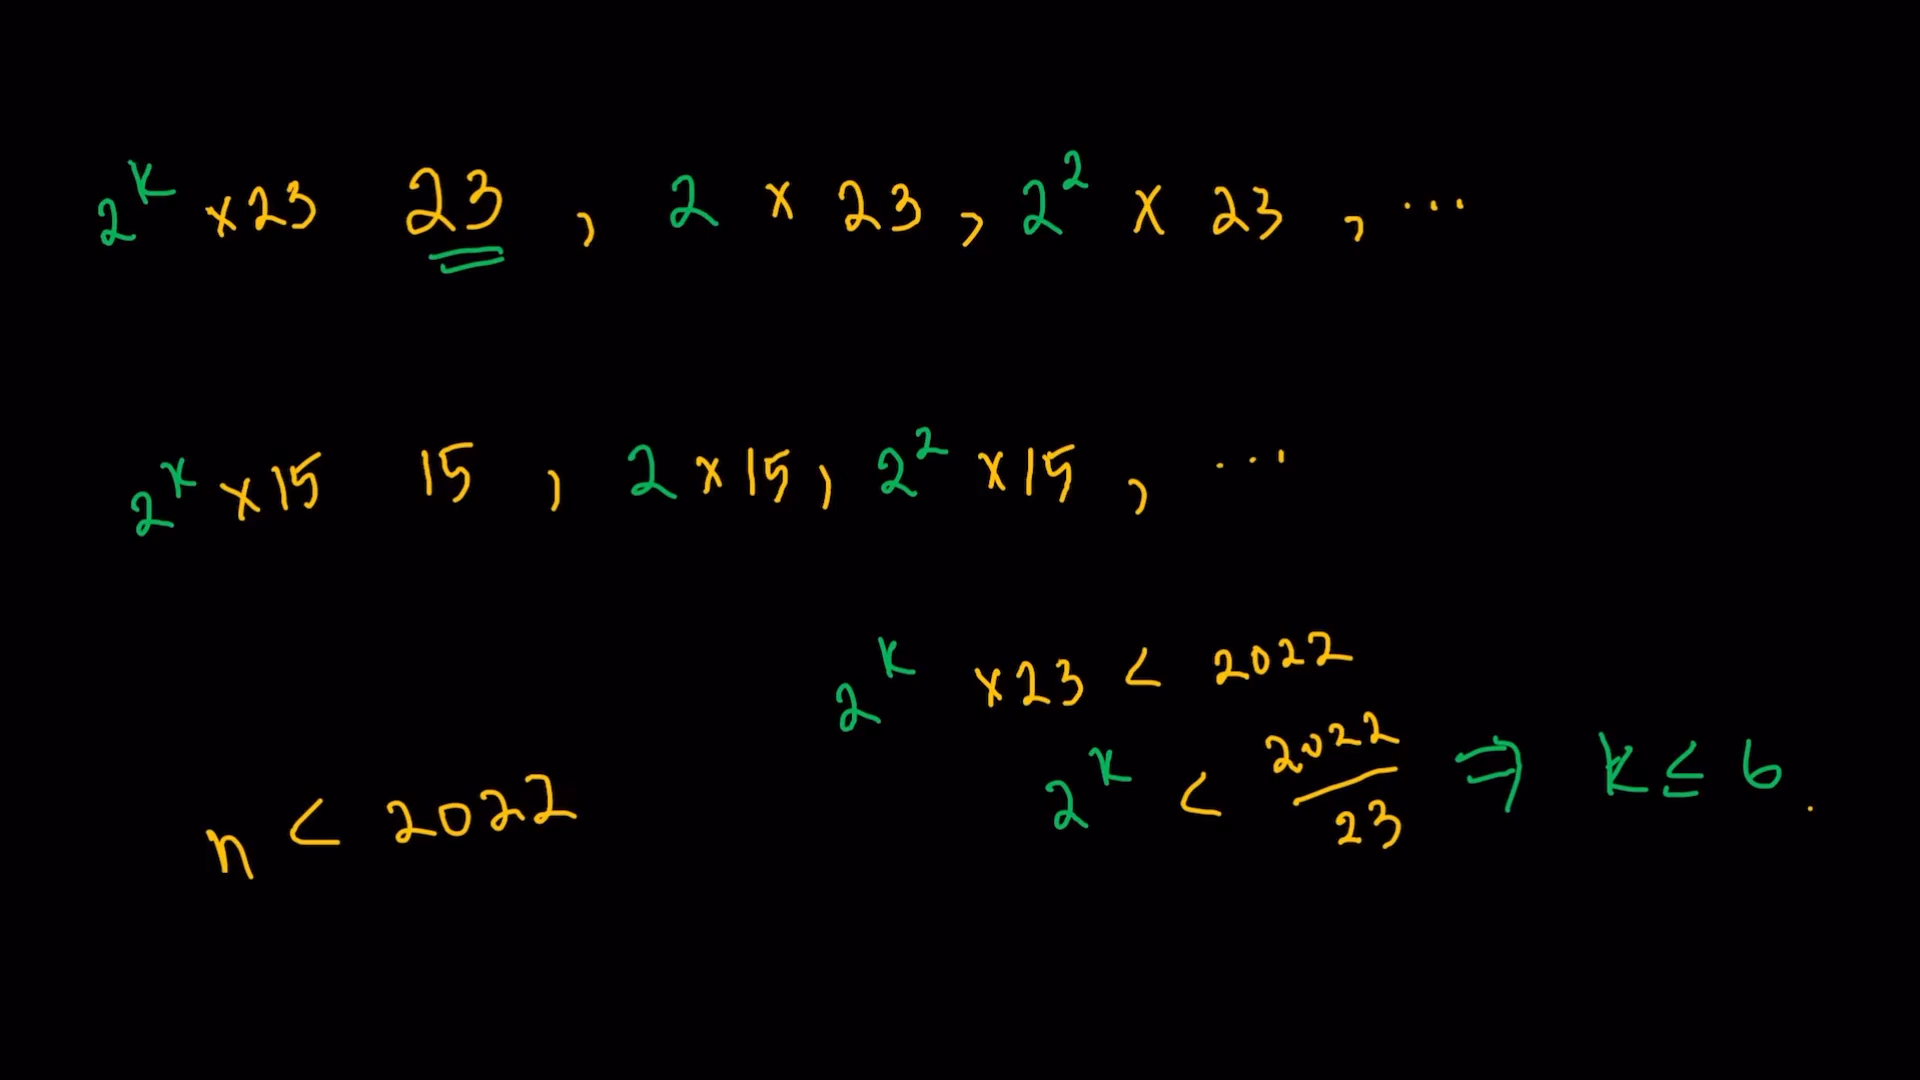 2^k × 23 23 , 2 × 23 , 2^2 × 23 , ...
2^k × 15 15 , 2 × 15 , 2^2 × 15 , ...
2^k × 23 < 2022
2^k < 2022/23 ⇒ k ≤ 6 .
n < 2022